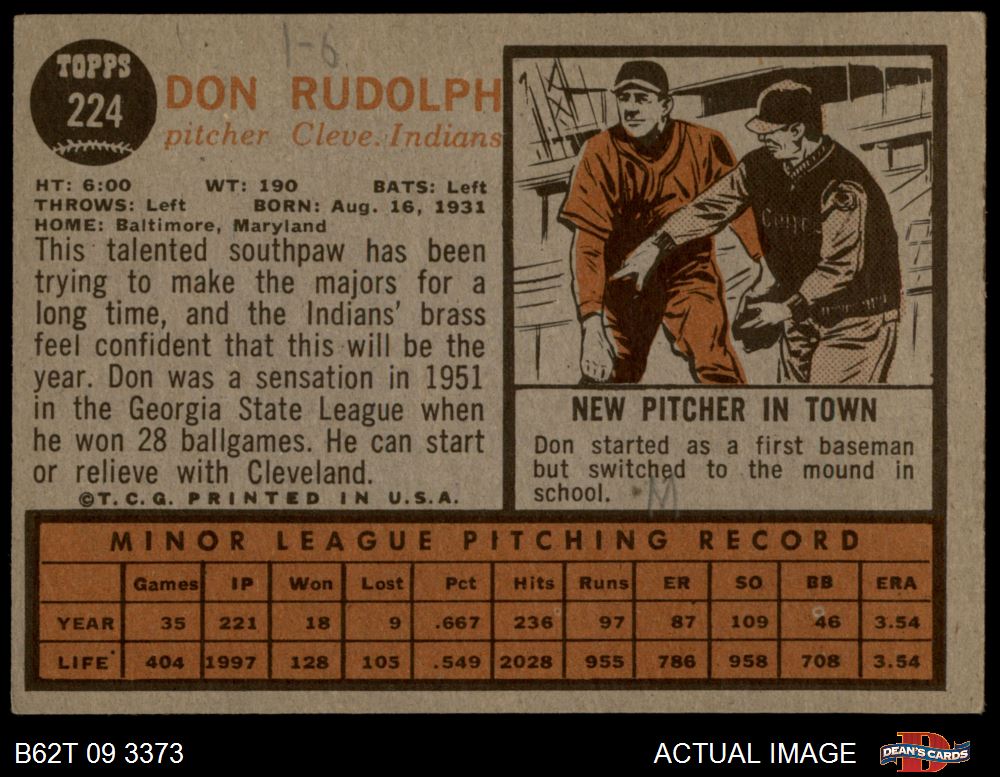 1-6
TOPPS
224
DON RUDOLPH
pitcher Cleve. Indians
HT: 6:00 WT: 190 BATS: Left
THROWS: Left BORN: Aug. 16, 1931
HOME: Baltimore, Maryland
This talented southpaw has been
trying to make the majors for a
long time, and the Indians' brass
feel confident that this will be the
year. Don was a sensation in 1951
in the Georgia State League when
he won 28 ballgames. He can start
or relieve with Cleveland.
©T.C.G. PRINTED IN U.S.A.
NEW PITCHER IN TOWN
Don started as a first baseman
but switched to the mound in
school.
M
MINOR LEAGUE PITCHING RECORD
Games IP Won Lost Pct Hits Runs ER SO BB ERA
YEAR 35 221 18 9 .667 236 97 87 109 46 3.54
LIFE 404 1997 128 105 .549 2028 955 786 958 708 3.54
B62T 09 3373 ACTUAL IMAGE
D
DEAN'S CARDS